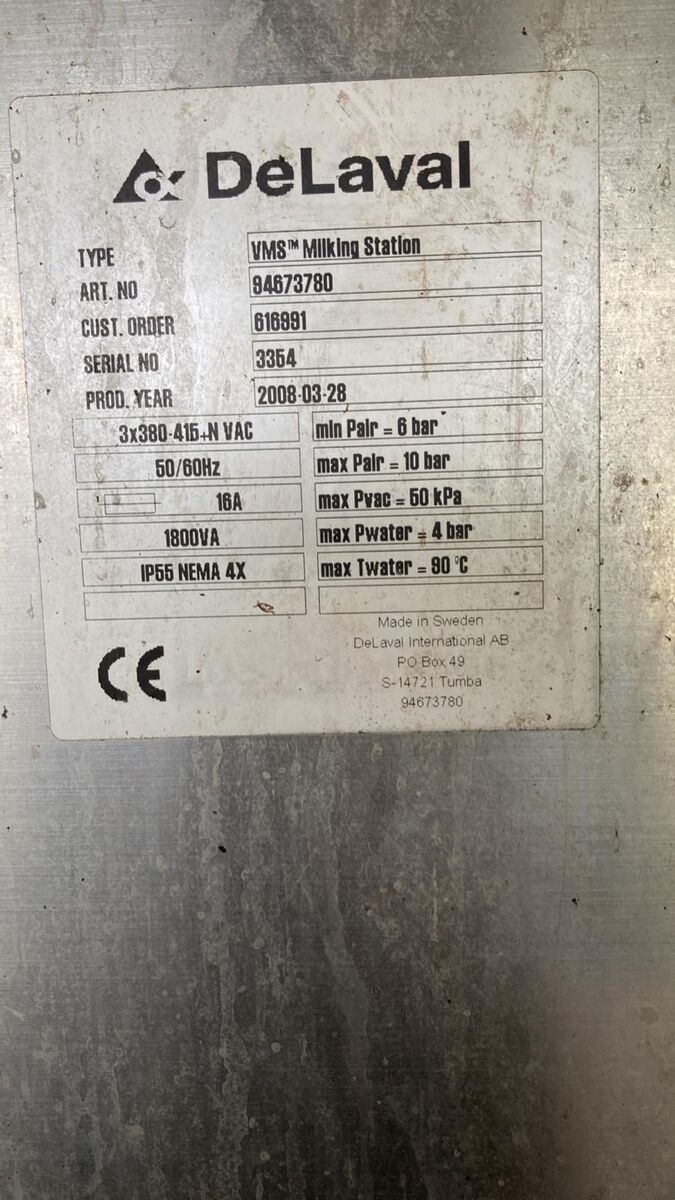 DeLaval
TYPE VMS™ Milking Station
ART. NO 94673780
CUST. ORDER 616991
SERIAL NO 3354
PROD. YEAR 2008-03-28
3x380-415+N VAC min Pair = 6 bar
50/60Hz max Pair = 10 bar
16A max Pvac = 50 kPa
1800VA max Pwater = 4 bar
IP55 NEMA 4X max Twater = 90 °C
Made in Sweden
DeLaval International AB
PO Box 49
S-14721 Tumba
94673780
CE